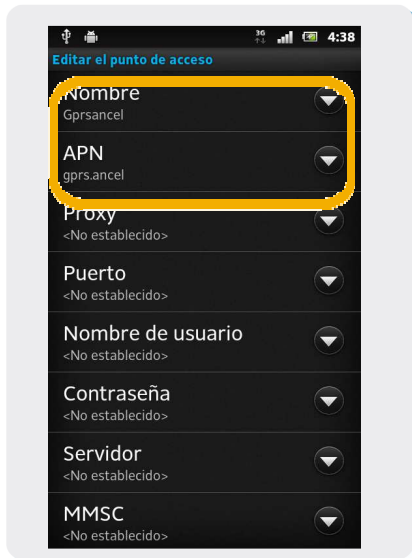 3G
4:38
Editar el punto de acceso
Nombre
Gprsancel
APN
gprs.ancel
Proxy
<No establecido>
Puerto
<No establecido>
Nombre de usuario
<No establecido>
Contraseña
<No establecido>
Servidor
<No establecido>
MMSC
<No establecido>